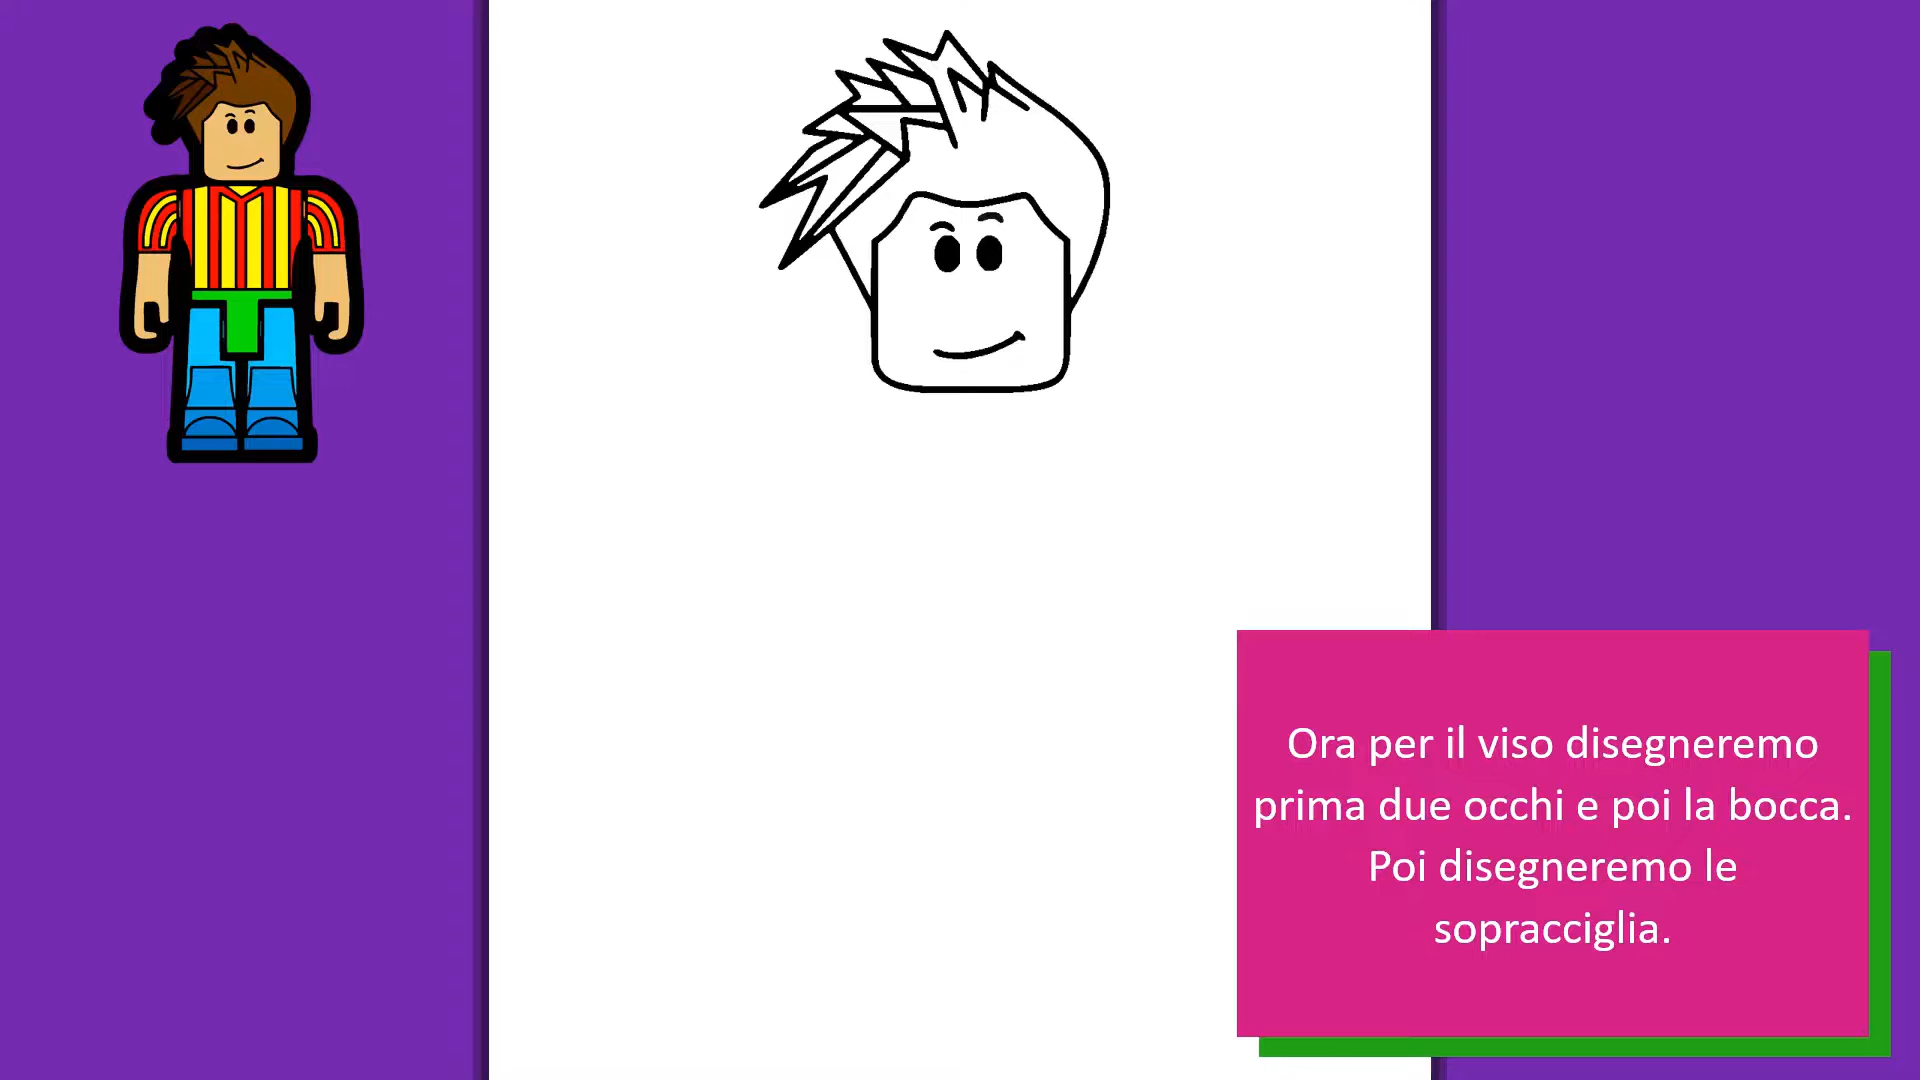 Ora per il viso disegneremo
prima due occhi e poi la bocca.
Poi disegneremo le
sopracciglia.